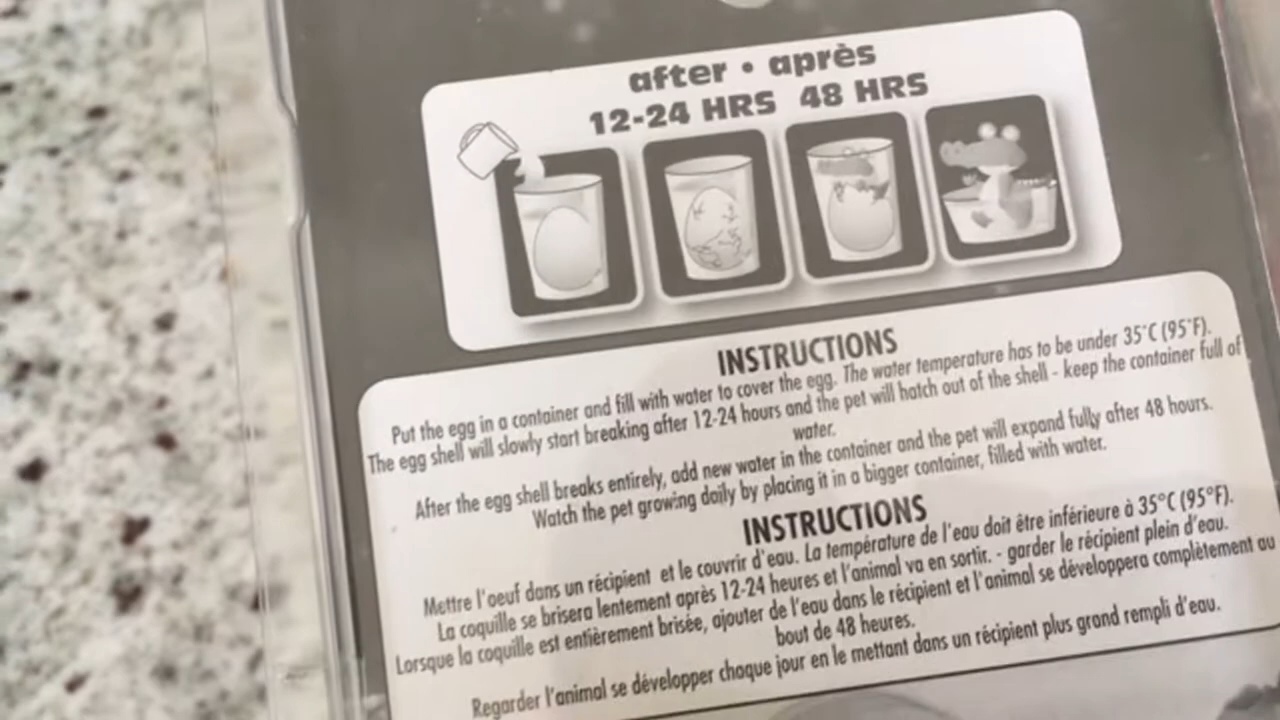 after • après
12-24 HRS 48 HRS
INSTRUCTIONS
Put the egg in a container and fill with water to cover the egg. The water temperature has to be under 35°C (95°F).
The egg shell will slowly start breaking after 12-24 hours and the pet will hatch out of the shell - keep the container full of
water.
After the egg shell breaks entirely, add new water in the container and the pet will expand fully after 48 hours.
Watch the pet growing daily by placing it in a bigger container, filled with water.
INSTRUCTIONS
Mettre l'oeuf dans un récipient et le couvrir d'eau. La température de l'eau doit être inférieure à 35°C (95°F).
La coquille se brisera lentement après 12-24 heures et l'animal va en sortir. - garder le récipient plein d'eau.
Lorsque la coquille est entièrement brisée, ajouter de l'eau dans le récipient et l'animal se développera complètement au
bout de 48 heures.
Regarder l'animal se développer chaque jour en le mettant dans un récipient plus grand rempli d'eau.